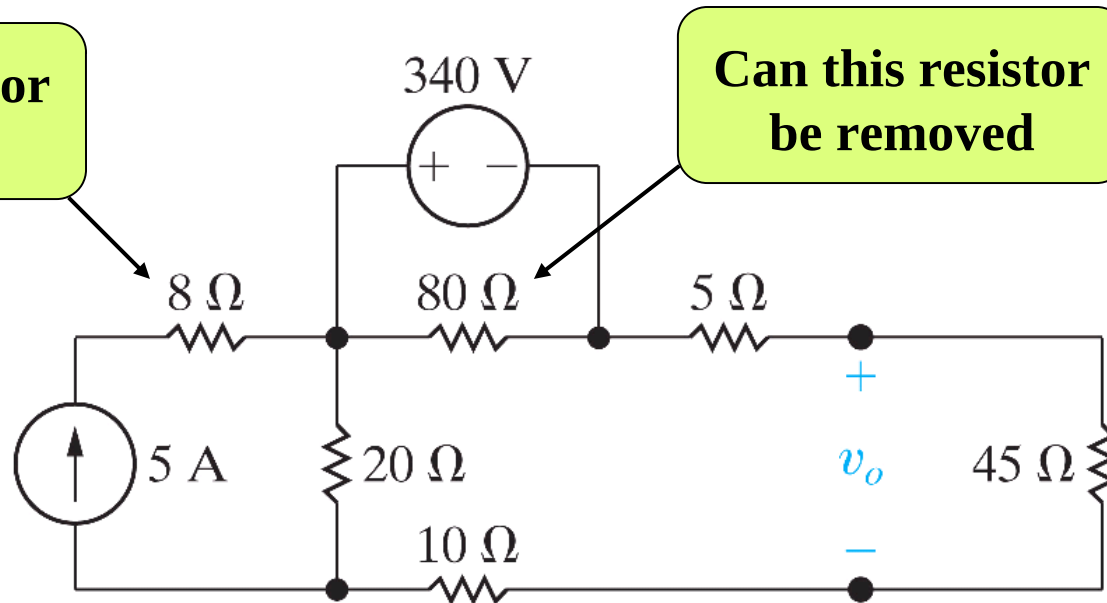 or
Can this resistor
be removed
340 V
+ −
8 Ω
80 Ω
5 Ω
+
5 A
20 Ω
v_o
45 Ω
10 Ω
−